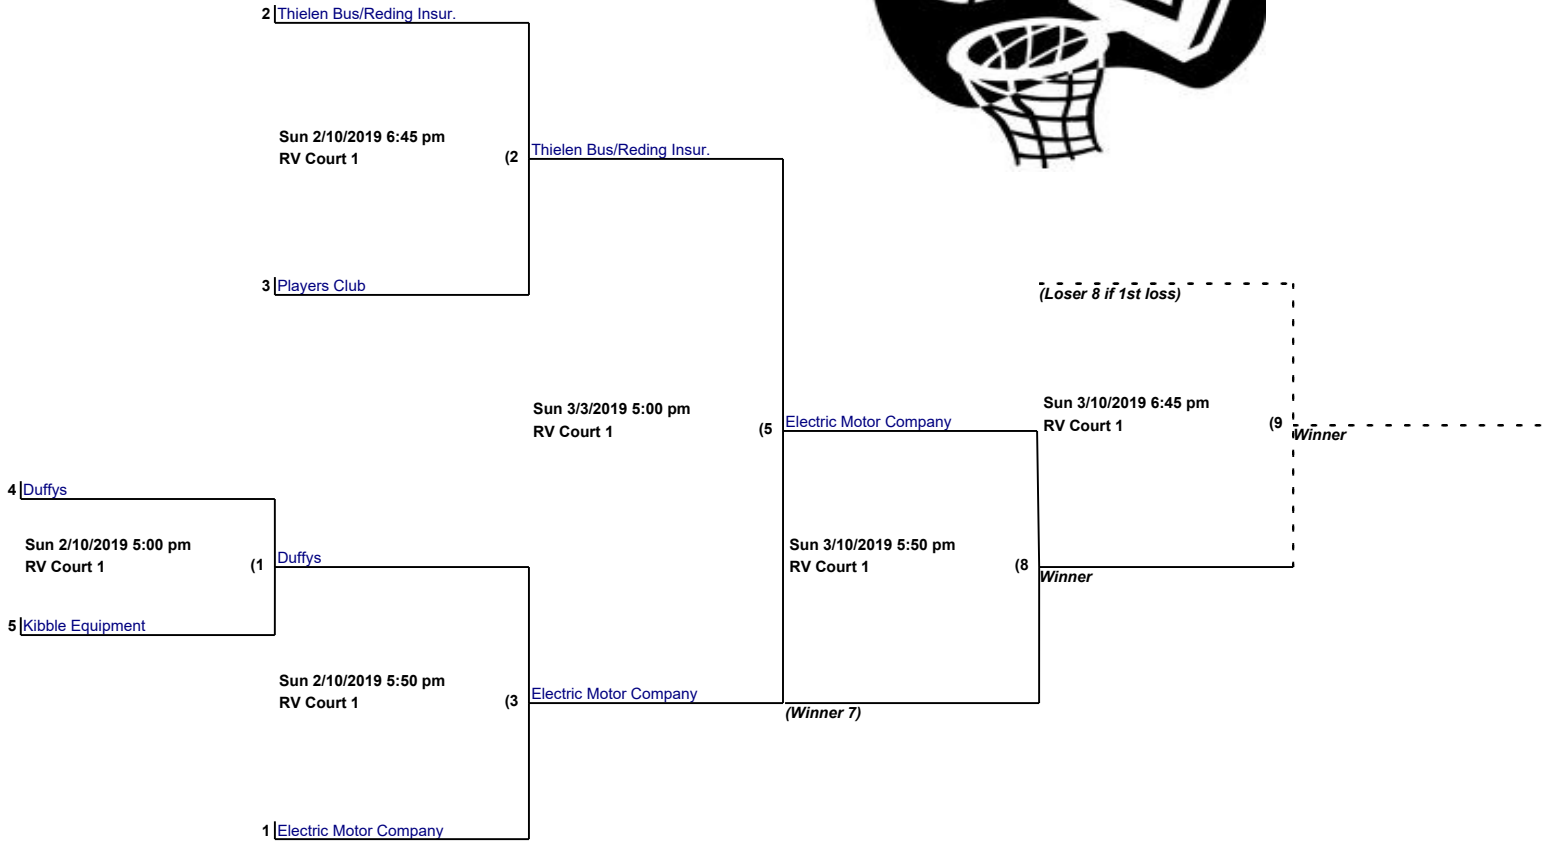 2 Thielen Bus/Reding Insur.
Sun 2/10/2019 6:45 pm
RV Court 1
(2
Thielen Bus/Reding Insur.
3 Players Club
(Loser 8 if 1st loss)
Sun 3/3/2019 5:00 pm
RV Court 1
(5
Electric Motor Company
Sun 3/10/2019 6:45 pm
RV Court 1
(9
Winner
4 Duffys
Sun 2/10/2019 5:00 pm
RV Court 1
(1
Duffys
5 Kibble Equipment
Sun 3/10/2019 5:50 pm
RV Court 1
(8
Winner
Sun 2/10/2019 5:50 pm
RV Court 1
(3
Electric Motor Company
(Winner 7)
1 Electric Motor Company